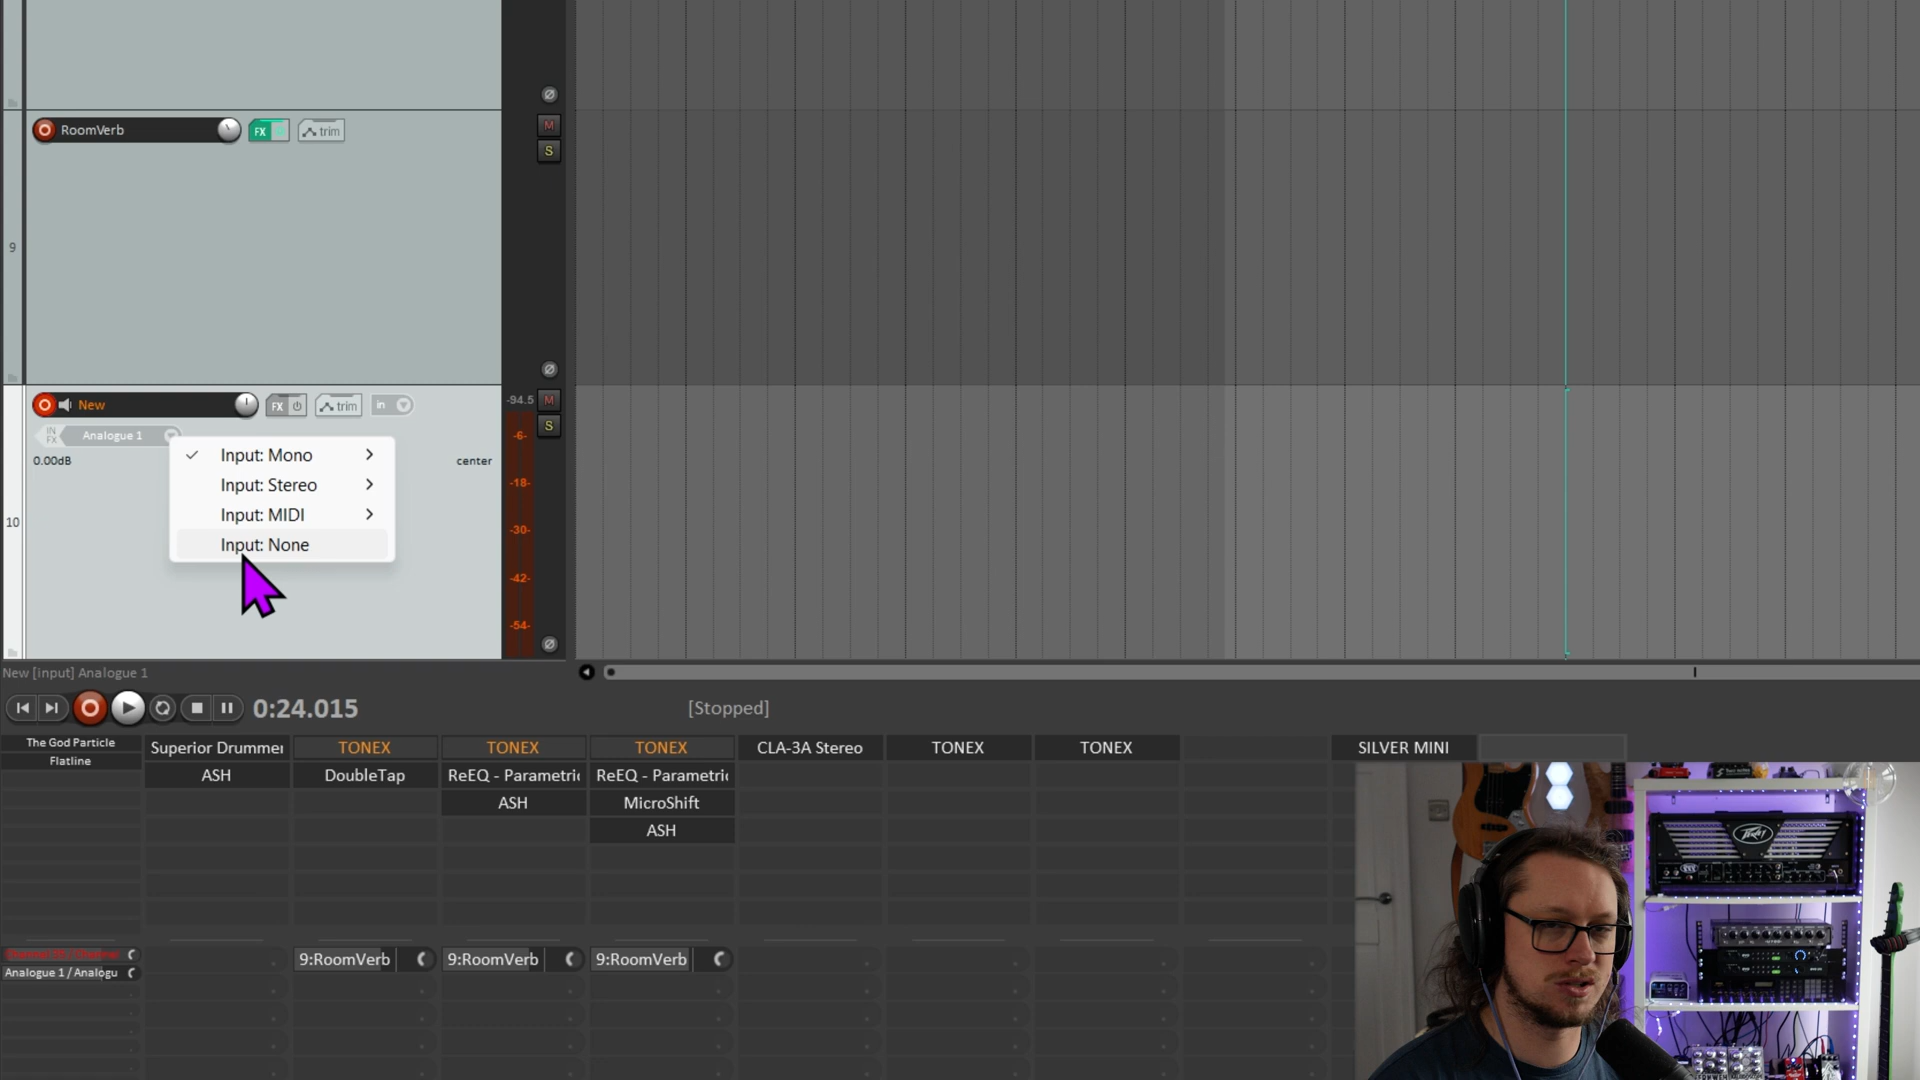 RoomVerb
FX
trim
M
S
9
New
FX
trim
in
-94.5
M
S
IN
FX
Analogue 1
-6-
0.00dB
center
Input: Mono
Input: Stereo
-18-
Input: MIDI
10
-30-
Input: None
-42-
-54-
New [input] Analogue 1
0:24.015
[Stopped]
The God Particle
Flatline
Superior Drummer
TONEX
TONEX
TONEX
CLA-3A Stereo
TONEX
TONEX
SILVER MINI
ASH
DoubleTap
ReEQ - Parametric
ReEQ - Parametric
ASH
MicroShift
ASH
9:RoomVerb
9:RoomVerb
9:RoomVerb
Analogue 1 / Analogu